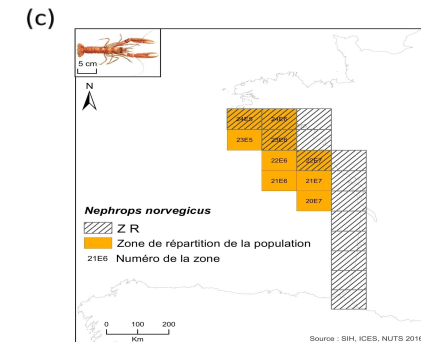 (c)
5 cm
N
24E5 24E6
23E5 23E6
22E6 22E7
21E6 21E7
20E7
Nephrops norvegicus
Z R
Zone de répartition de la population
21E6 Numéro de la zone
0 100 200
Km
Source : SIH, ICES, NUTS 2016